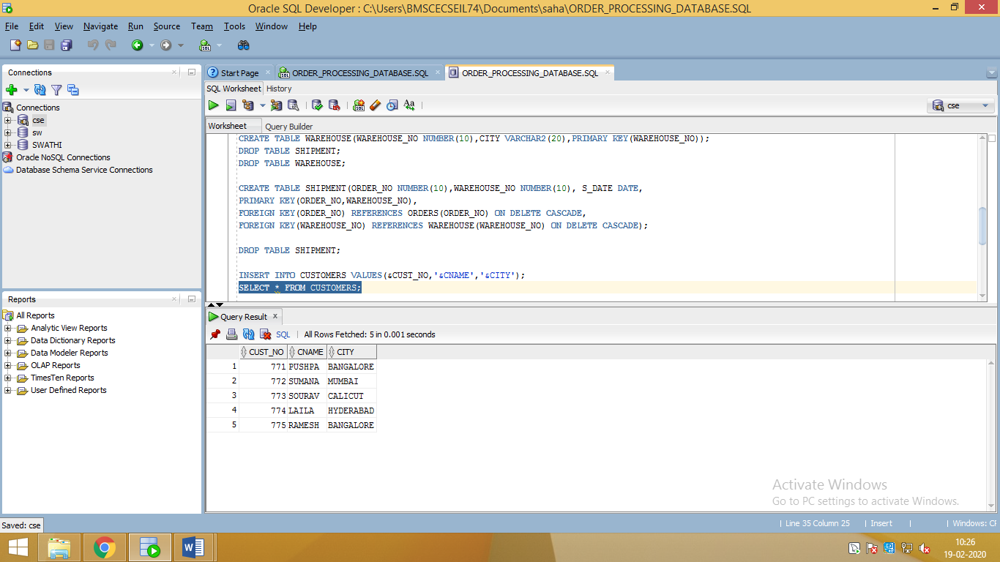 Oracle SQL Developer : C:\Users\BMSCECSEIL74\Documents\saha\ORDER_PROCESSING_DATABASE.SQL
File Edit View Navigate Run Source Team Tools Window Help
Connections
Connections
cse
sw
SWATHI
Oracle NoSQL Connections
Database Schema Service Connections
Reports
All Reports
Analytic View Reports
Data Dictionary Reports
Data Modeler Reports
OLAP Reports
TimesTen Reports
User Defined Reports
Start Page ORDER_PROCESSING_DATABASE.SQL ORDER_PROCESSING_DATABASE.SQL
SQL Worksheet History
cse
Worksheet Query Builder
CREATE TABLE WAREHOUSE(WAREHOUSE_NO NUMBER(10),CITY VARCHAR2(20),PRIMARY KEY(WAREHOUSE_NO));
DROP TABLE SHIPMENT;
DROP TABLE WAREHOUSE;
CREATE TABLE SHIPMENT(ORDER_NO NUMBER(10),WAREHOUSE_NO NUMBER(10), S_DATE DATE,
PRIMARY KEY(ORDER_NO,WAREHOUSE_NO),
FOREIGN KEY(ORDER_NO) REFERENCES ORDERS(ORDER_NO) ON DELETE CASCADE,
FOREIGN KEY(WAREHOUSE_NO) REFERENCES WAREHOUSE(WAREHOUSE_NO) ON DELETE CASCADE);
DROP TABLE SHIPMENT;
INSERT INTO CUSTOMERS VALUES(&CUST_NO,'&CNAME','&CITY');
SELECT * FROM CUSTOMERS;
Query Result
SQL | All Rows Fetched: 5 in 0.001 seconds
CUST_NO CNAME CITY
1 771 PUSHPA BANGALORE
2 772 SUMANA MUMBAI
3 773 SOURAV CALICUT
4 774 LAILA HYDERABAD
5 775 RAMESH BANGALORE
Activate Windows
Go to PC settings to activate Windows.
Saved: cse
Line 35 Column 25 | Insert | | Windows: CR
10:26
19-02-2020